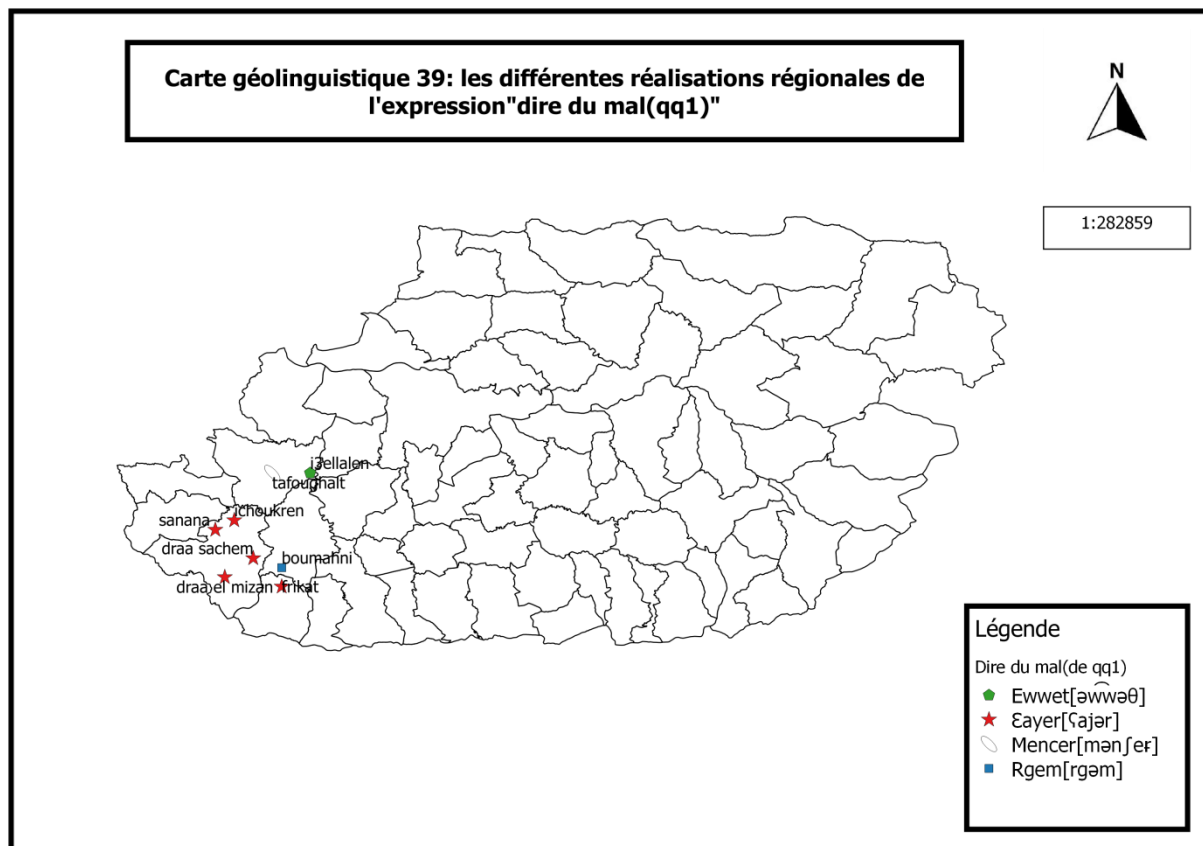 Carte géolinguistique 39: les différentes réalisations régionales de
l'expression"dire du mal(qq1)"
N
1:282859
i3ellalen
tafoughalt
ichoukren
sanana
draa sachem
boumahni
draa el mizan
frikat
Légende
Dire du mal(de qq1)
Ewwet[əw͡wəθ]
Ɛayer[ʕajər]
Mencer[mənʃeɍ]
Rgem[rgəm]